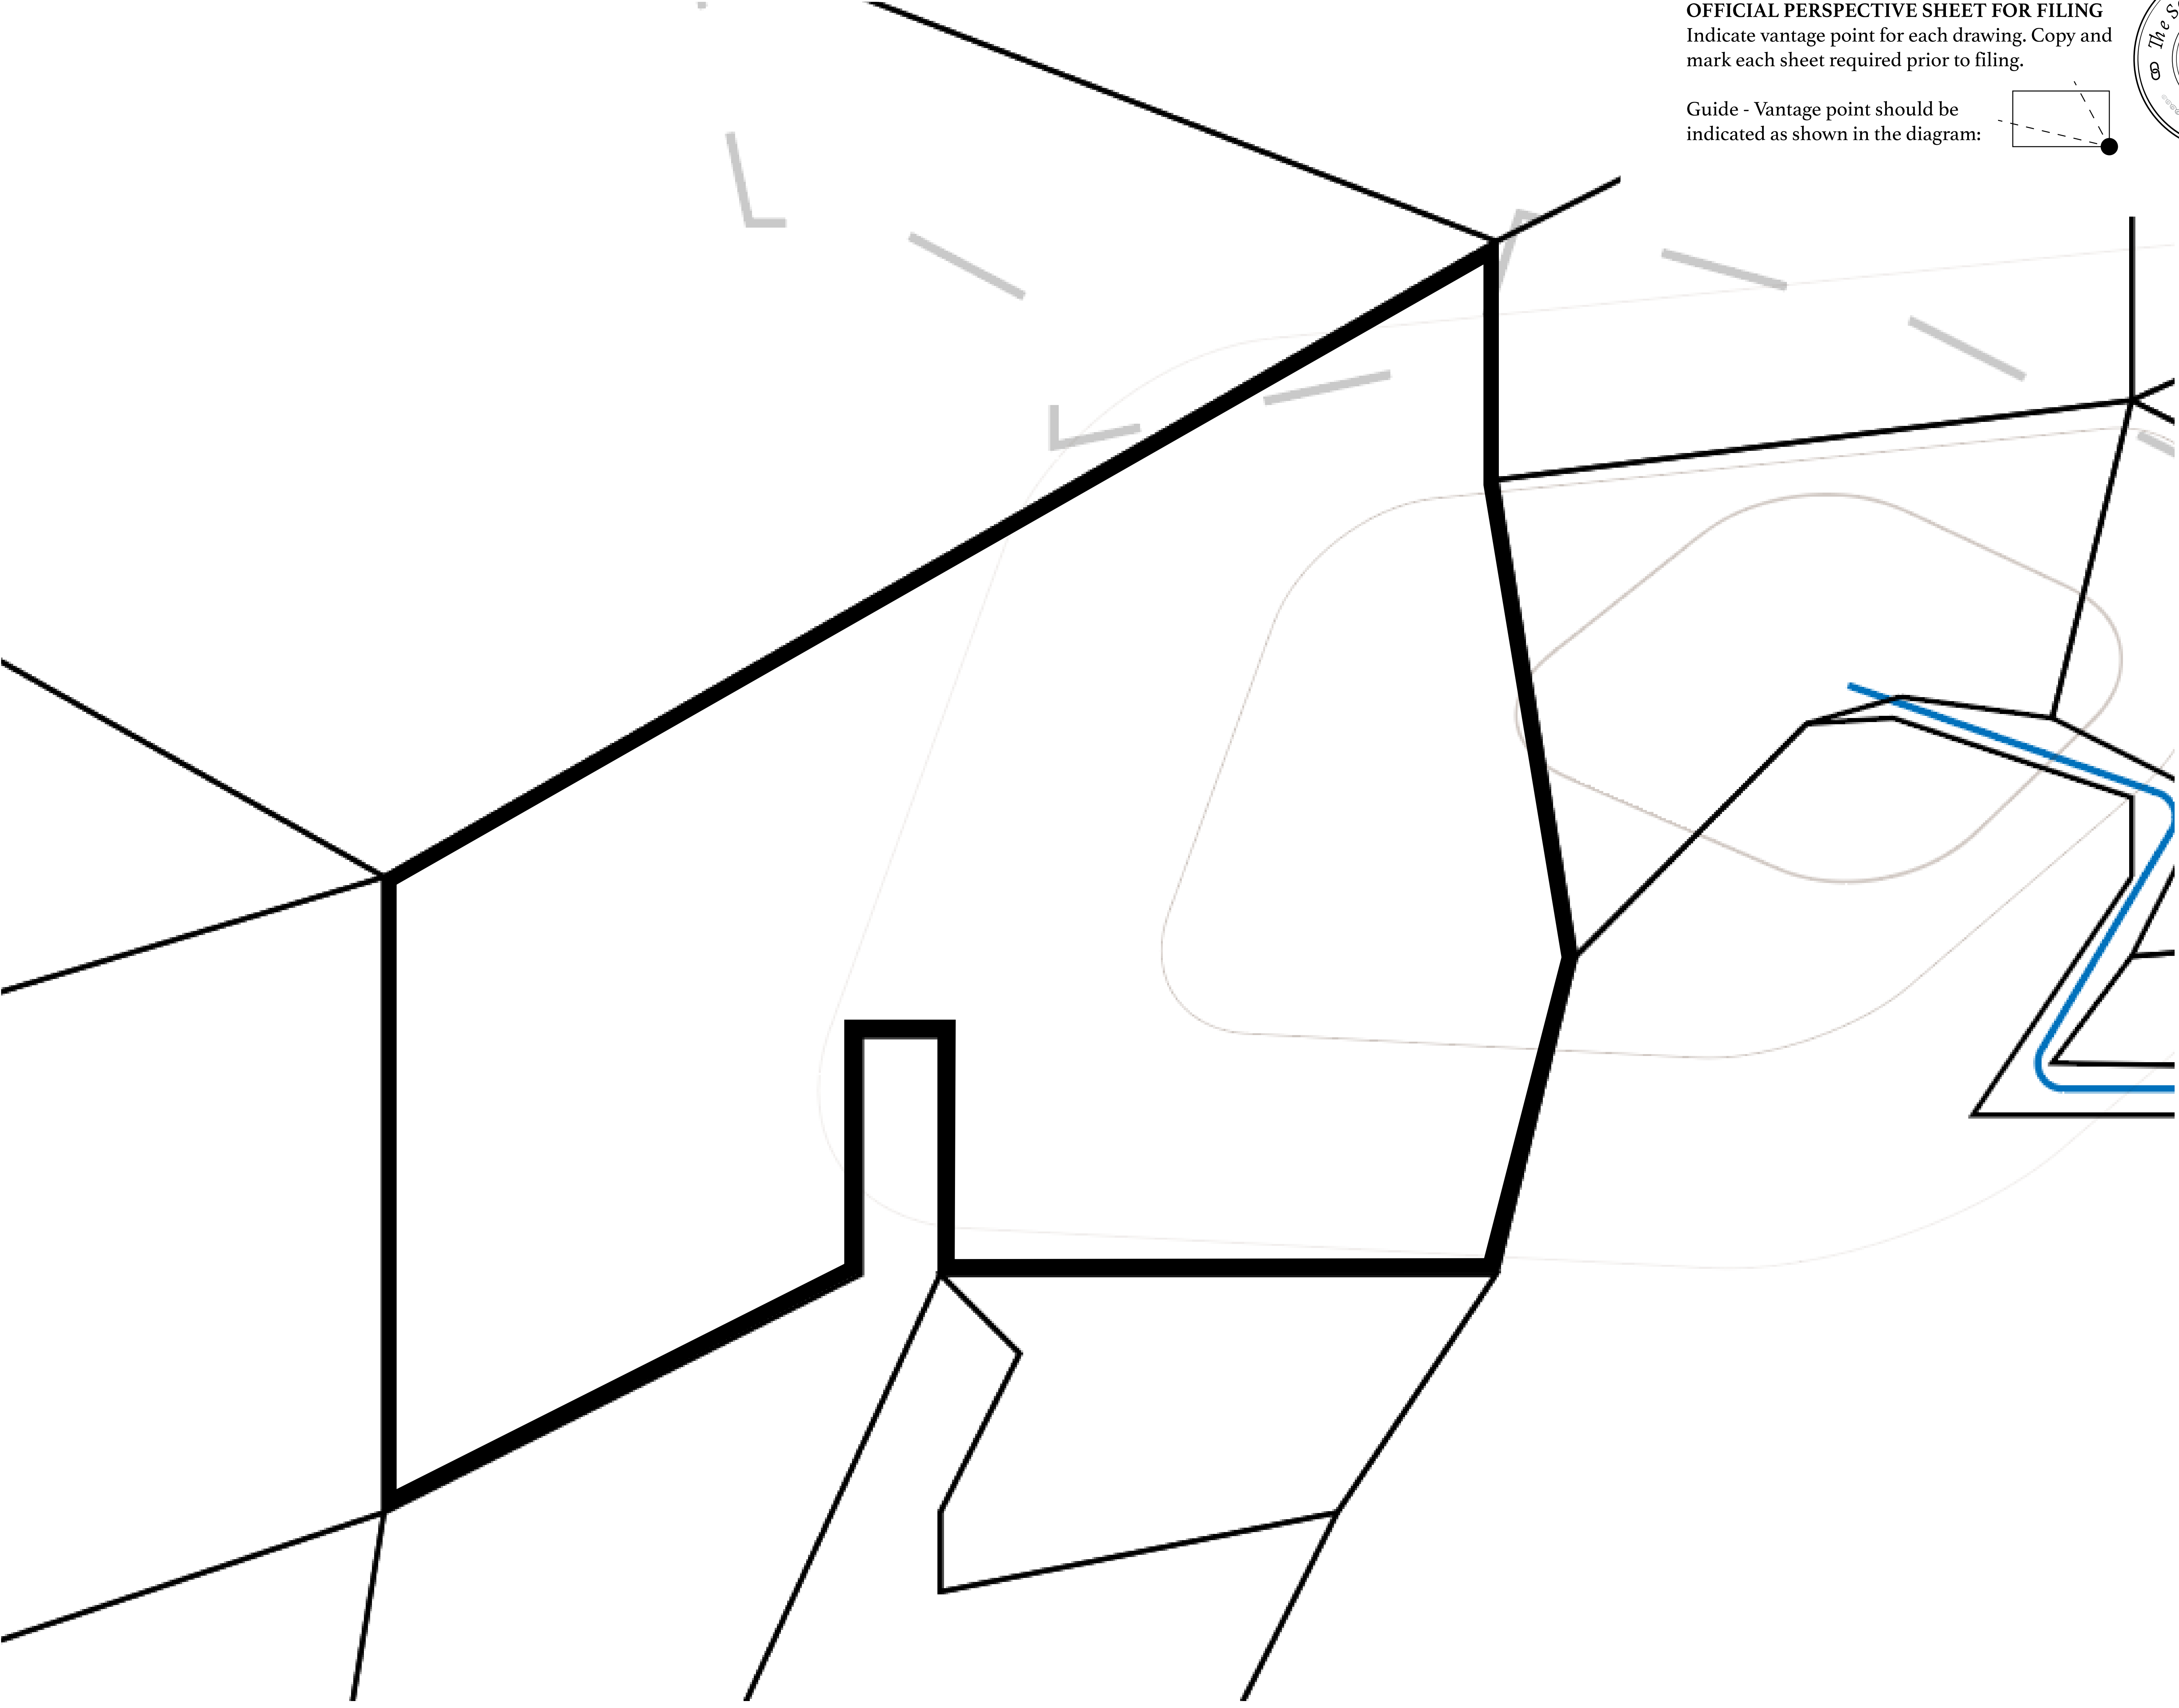 OFFICIAL PERSPECTIVE SHEET FOR FILING
Indicate vantage point for each drawing. Copy and
mark each sheet required prior to filing.
Guide - Vantage point should be
indicated as shown in the diagram:
The